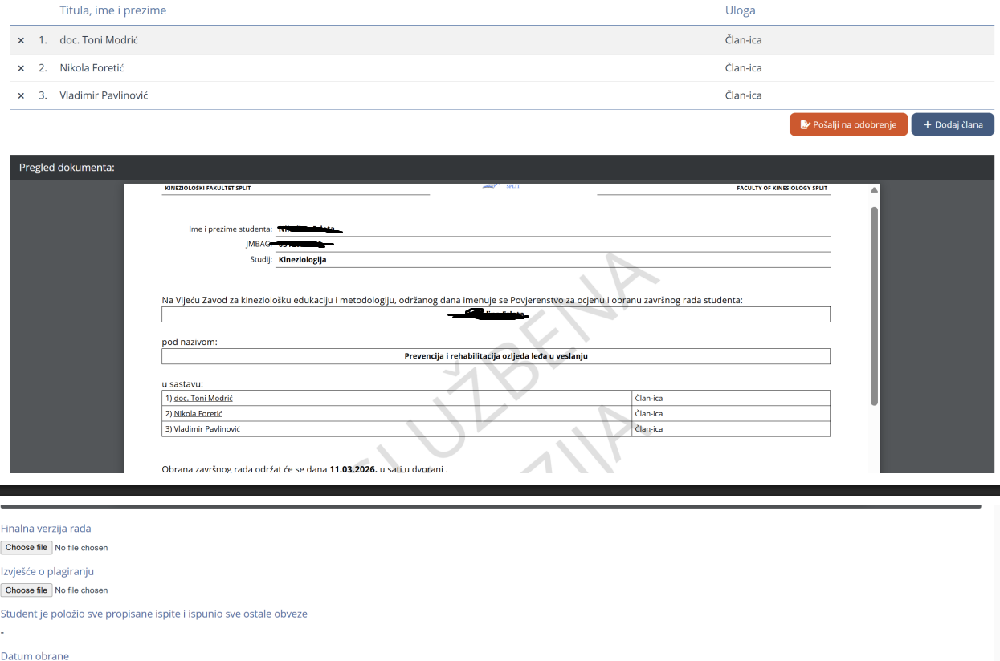 Titula, ime i prezime Uloga
× 1. doc. Toni Modrić Član-ica
× 2. Nikola Foretić Član-ica
× 3. Vladimir Pavlinović Član-ica
Pošalji na odobrenje + Dodaj člana
Pregled dokumenta:
KINEZIOLOŠKI FAKULTET SPLIT SPLIT FACULTY OF KINESIOLOGY SPLIT
Ime i prezime studenta:
JMBAG:
Studij: Kineziologija
Na Vijeću Zavod za kineziološku edukaciju i metodologiju, održanog dana imenuje se Povjerenstvo za ocjenu i obranu završnog rada studenta:
pod nazivom:
Prevencija i rehabilitacija ozljeda leđa u veslanju
u sastavu:
1) doc. Toni Modrić Član-ica
2) Nikola Foretić Član-ica
3) Vladimir Pavlinović Član-ica
Obrana završnog rada održat će se dana 11.03.2026. u sati u dvorani .
Finalna verzija rada
Choose file No file chosen
Izvješće o plagiranju
Choose file No file chosen
Student je položio sve propisane ispite i ispunio sve ostale obveze
-
Datum obrane